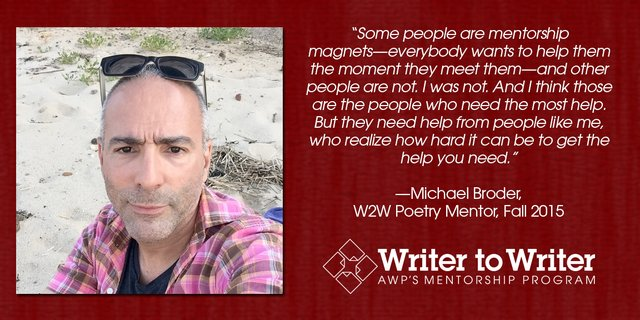 “Some people are mentorship
magnets—everybody wants to help them
the moment they meet them—and other
people are not. I was not. And I think those
are the people who need the most help.
But they need help from people like me,
who realize how hard it can be to get the
help you need.”
—Michael Broder,
W2W Poetry Mentor, Fall 2015
Writer to Writer
AWP'S MENTORSHIP PROGRAM